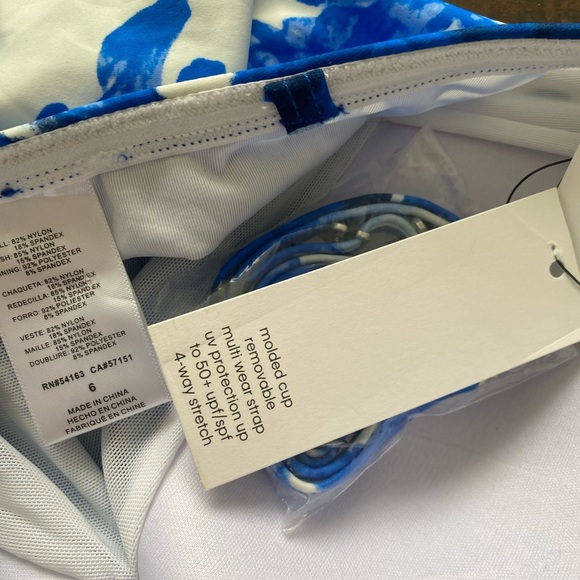 LL: 82% NYLON
18% SPANDEX
SH: 85% NYLON
15% SPANDEX
NING: 92% POLYESTER
8% SPANDEX
CHAQUETA: 82% NYLON
18% SPANDEX
REDECILLA: 85% NYLON
15% SPANDEX
FORRO: 92% POLIESTER
8% SPANDEX
VESTE: 82% NYLON
18% SPANDEX
MAILLE: 85% NYLON
15% SPANDEX
DOUBLURE: 92% POLYESTER
8% SPANDEX
RN#54163 CA#57151
6
MADE IN CHINA
HECHO EN CHINA
FABRIQUÉ EN CHINE
molded cup
removable
multi wear strap
uv protection up
to 50+ upf/spf
4-way stretch